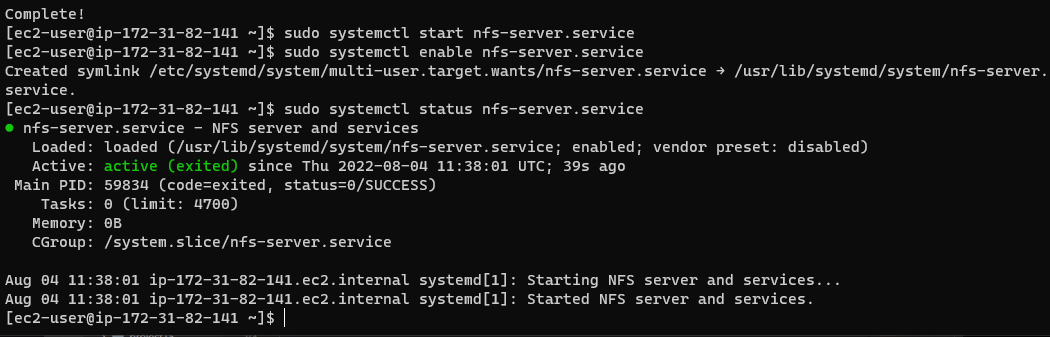 Complete!
[ec2-user@ip-172-31-82-141 ~]$ sudo systemctl start nfs-server.service
[ec2-user@ip-172-31-82-141 ~]$ sudo systemctl enable nfs-server.service
Created symlink /etc/systemd/system/multi-user.target.wants/nfs-server.service → /usr/lib/systemd/system/nfs-server.
service.
[ec2-user@ip-172-31-82-141 ~]$ sudo systemctl status nfs-server.service
● nfs-server.service - NFS server and services
   Loaded: loaded (/usr/lib/systemd/system/nfs-server.service; enabled; vendor preset: disabled)
   Active: active (exited) since Thu 2022-08-04 11:38:01 UTC; 39s ago
 Main PID: 59834 (code=exited, status=0/SUCCESS)
    Tasks: 0 (limit: 4700)
   Memory: 0B
   CGroup: /system.slice/nfs-server.service

Aug 04 11:38:01 ip-172-31-82-141.ec2.internal systemd[1]: Starting NFS server and services...
Aug 04 11:38:01 ip-172-31-82-141.ec2.internal systemd[1]: Started NFS server and services.
[ec2-user@ip-172-31-82-141 ~]$